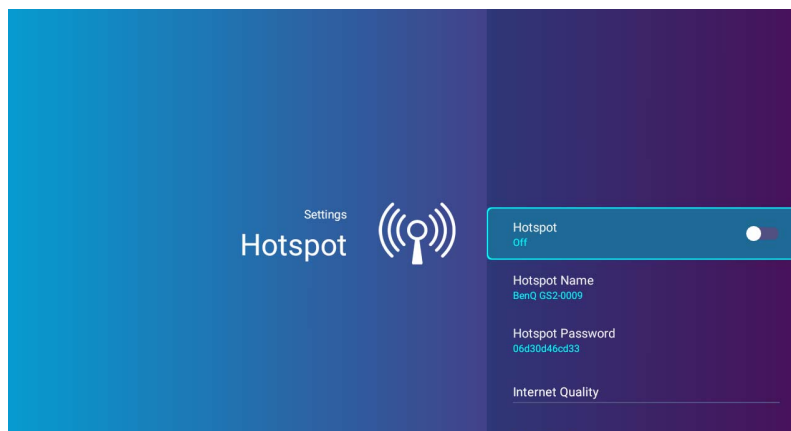 Settings
Hotspot
Hotspot
Off
Hotspot Name
BenQ GS2-0009
Hotspot Password
06d30d46cd33
Internet Quality